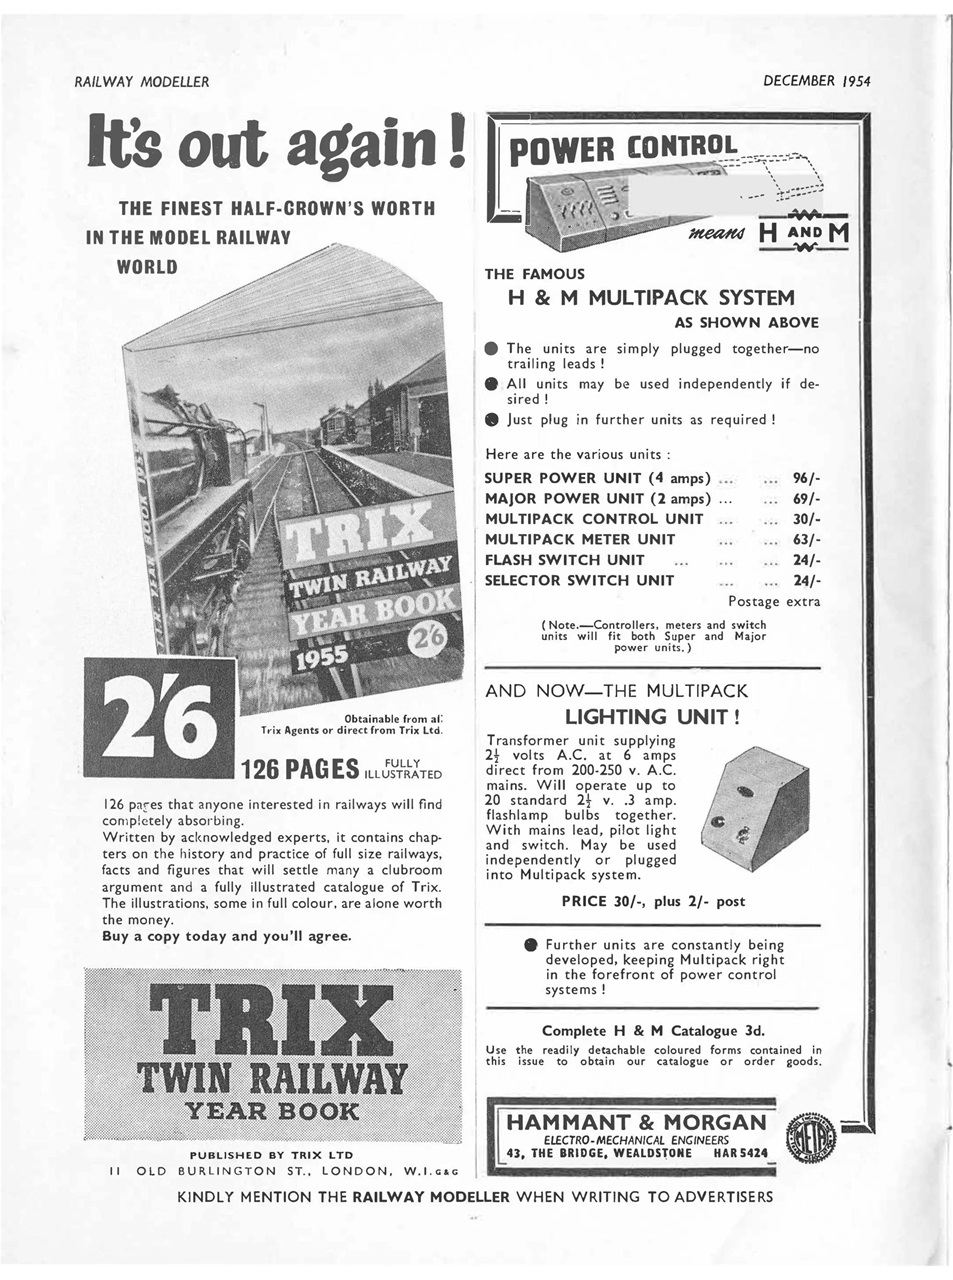 RAILWAY MODELLER
DECEMBER 1954
It's out again!
THE FINEST HALF-CROWN'S WORTH
IN THE MODEL RAILWAY
WORLD
TRIX YEAR BOOK 1955
TRIX
TWIN RAILWAY
YEAR BOOK
1955
2'6
2'6
Obtainable from al:
Trix Agents or direct from Trix Ltd.
126 PAGES FULLY
ILLUSTRATED
126 pages that anyone interested in railways will find
completely absorbing.
Written by acknowledged experts, it contains chap-
ters on the history and practice of full size railways,
facts and figures that will settle many a clubroom
argument and a fully illustrated catalogue of Trix.
The illustrations, some in full colour, are alone worth
the money.
Buy a copy today and you'll agree.
TRIX
TWIN RAILWAY
YEAR BOOK
PUBLISHED BY TRIX LTD
11 OLD BURLINGTON ST., LONDON, W.I. G&G
POWER CONTROL
means H AND M
THE FAMOUS
H & M MULTIPACK SYSTEM
AS SHOWN ABOVE
● The units are simply plugged together—no
trailing leads !
● All units may be used independently if de-
sired !
● Just plug in further units as required !
Here are the various units :
SUPER POWER UNIT (4 amps) ... ... 96/-
MAJOR POWER UNIT (2 amps) ... ... 69/-
MULTIPACK CONTROL UNIT ... ... 30/-
MULTIPACK METER UNIT ... ... 63/-
FLASH SWITCH UNIT ... ... ... 24/-
SELECTOR SWITCH UNIT ... ... 24/-
Postage extra
(Note.—Controllers, meters and switch
units will fit both Super and Major
power units.)
AND NOW—THE MULTIPACK
LIGHTING UNIT !
Transformer unit supplying
2½ volts A.C. at 6 amps
direct from 200-250 v. A.C.
mains. Will operate up to
20 standard 2½ v. .3 amp.
flashlamp bulbs together.
With mains lead, pilot light
and switch. May be used
independently or plugged
into Multipack system.
PRICE 30/-, plus 2/- post
● Further units are constantly being
developed, keeping Multipack right
in the forefront of power control
systems !
Complete H & M Catalogue 3d.
Use the readily detachable coloured forms contained in
this issue to obtain our catalogue or order goods.
HAMMANT & MORGAN
ELECTRO-MECHANICAL ENGINEERS
43, THE BRIDGE, WEALDSTONE HAR 5424
META
KINDLY MENTION THE RAILWAY MODELLER WHEN WRITING TO ADVERTISERS